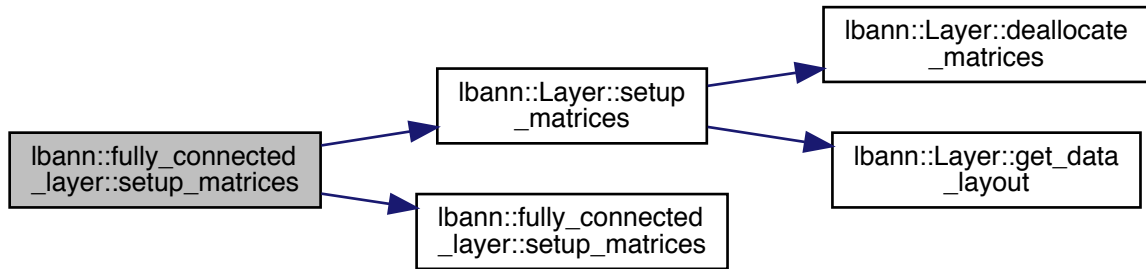 lbann::fully_connected
_layer::setup_matrices
lbann::Layer::setup
_matrices
lbann::fully_connected
_layer::setup_matrices
lbann::Layer::deallocate
_matrices
lbann::Layer::get_data
_layout